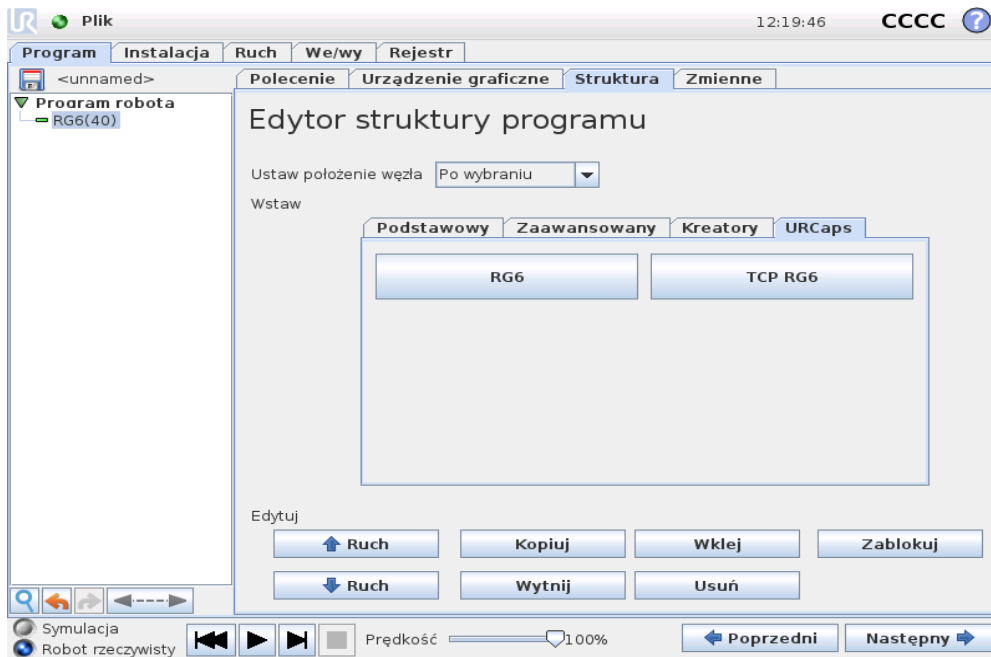 UR Plik 12:19:46 CCCC ?
Program Instalacja Ruch We/wy Rejestr
<unnamed> Polecenie Urządzenie graficzne Struktura Zmienne
Program robota
RG6(40)
Edytor struktury programu
Ustaw położenie węzła Po wybraniu
Wstaw
Podstawowy Zaawansowany Kreatory URCaps
RG6 TCP RG6
Edytuj
Ruch Kopiuj Wklej Zablokuj
Ruch Wytnij Usuń
Symulacja
Robot rzeczywisty
Prędkość 100% Poprzedni Następny